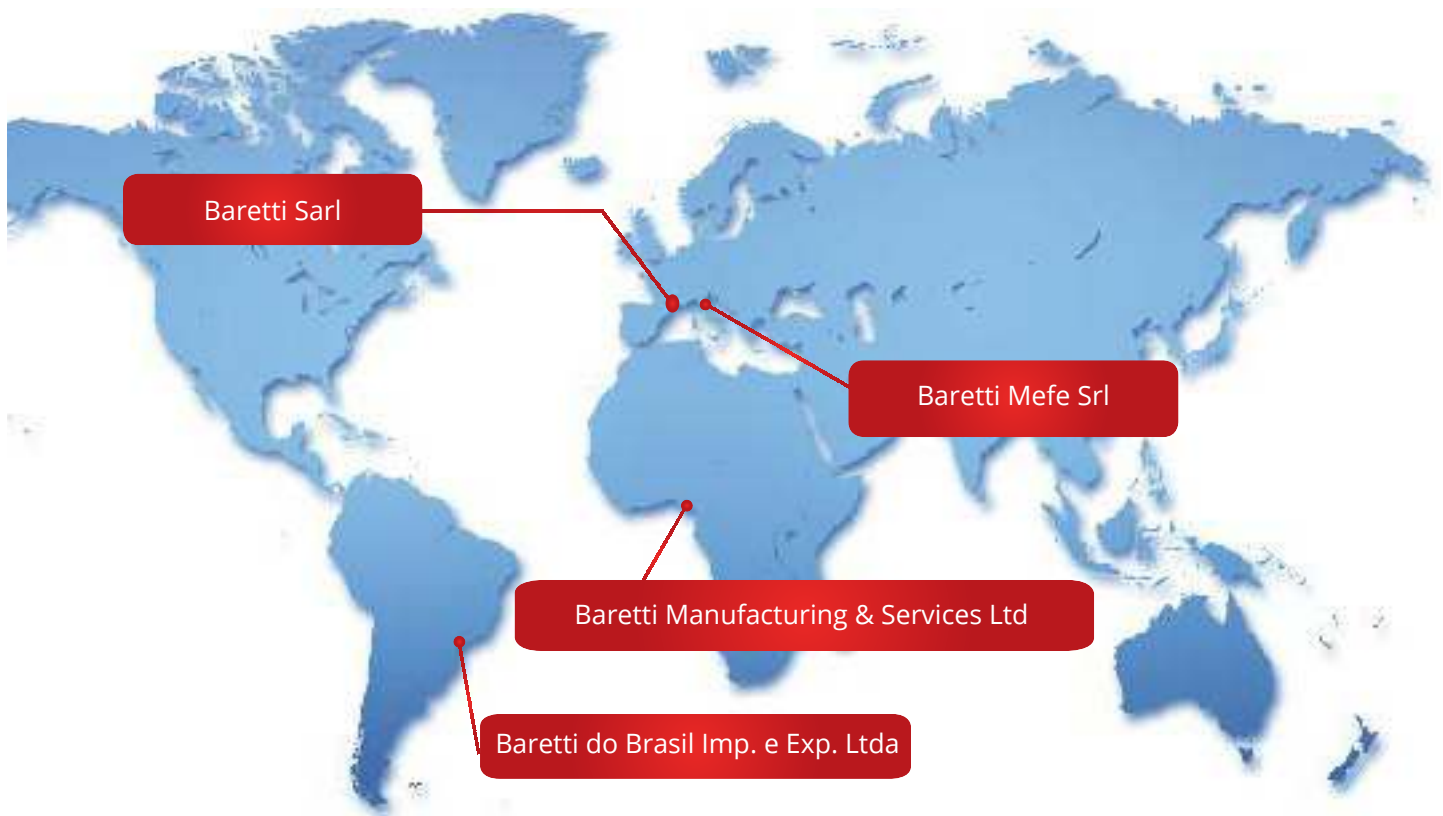 Baretti Sarl
Baretti Mefe Srl
Baretti Manufacturing & Services Ltd
Baretti do Brasil Imp. e Exp. Ltda